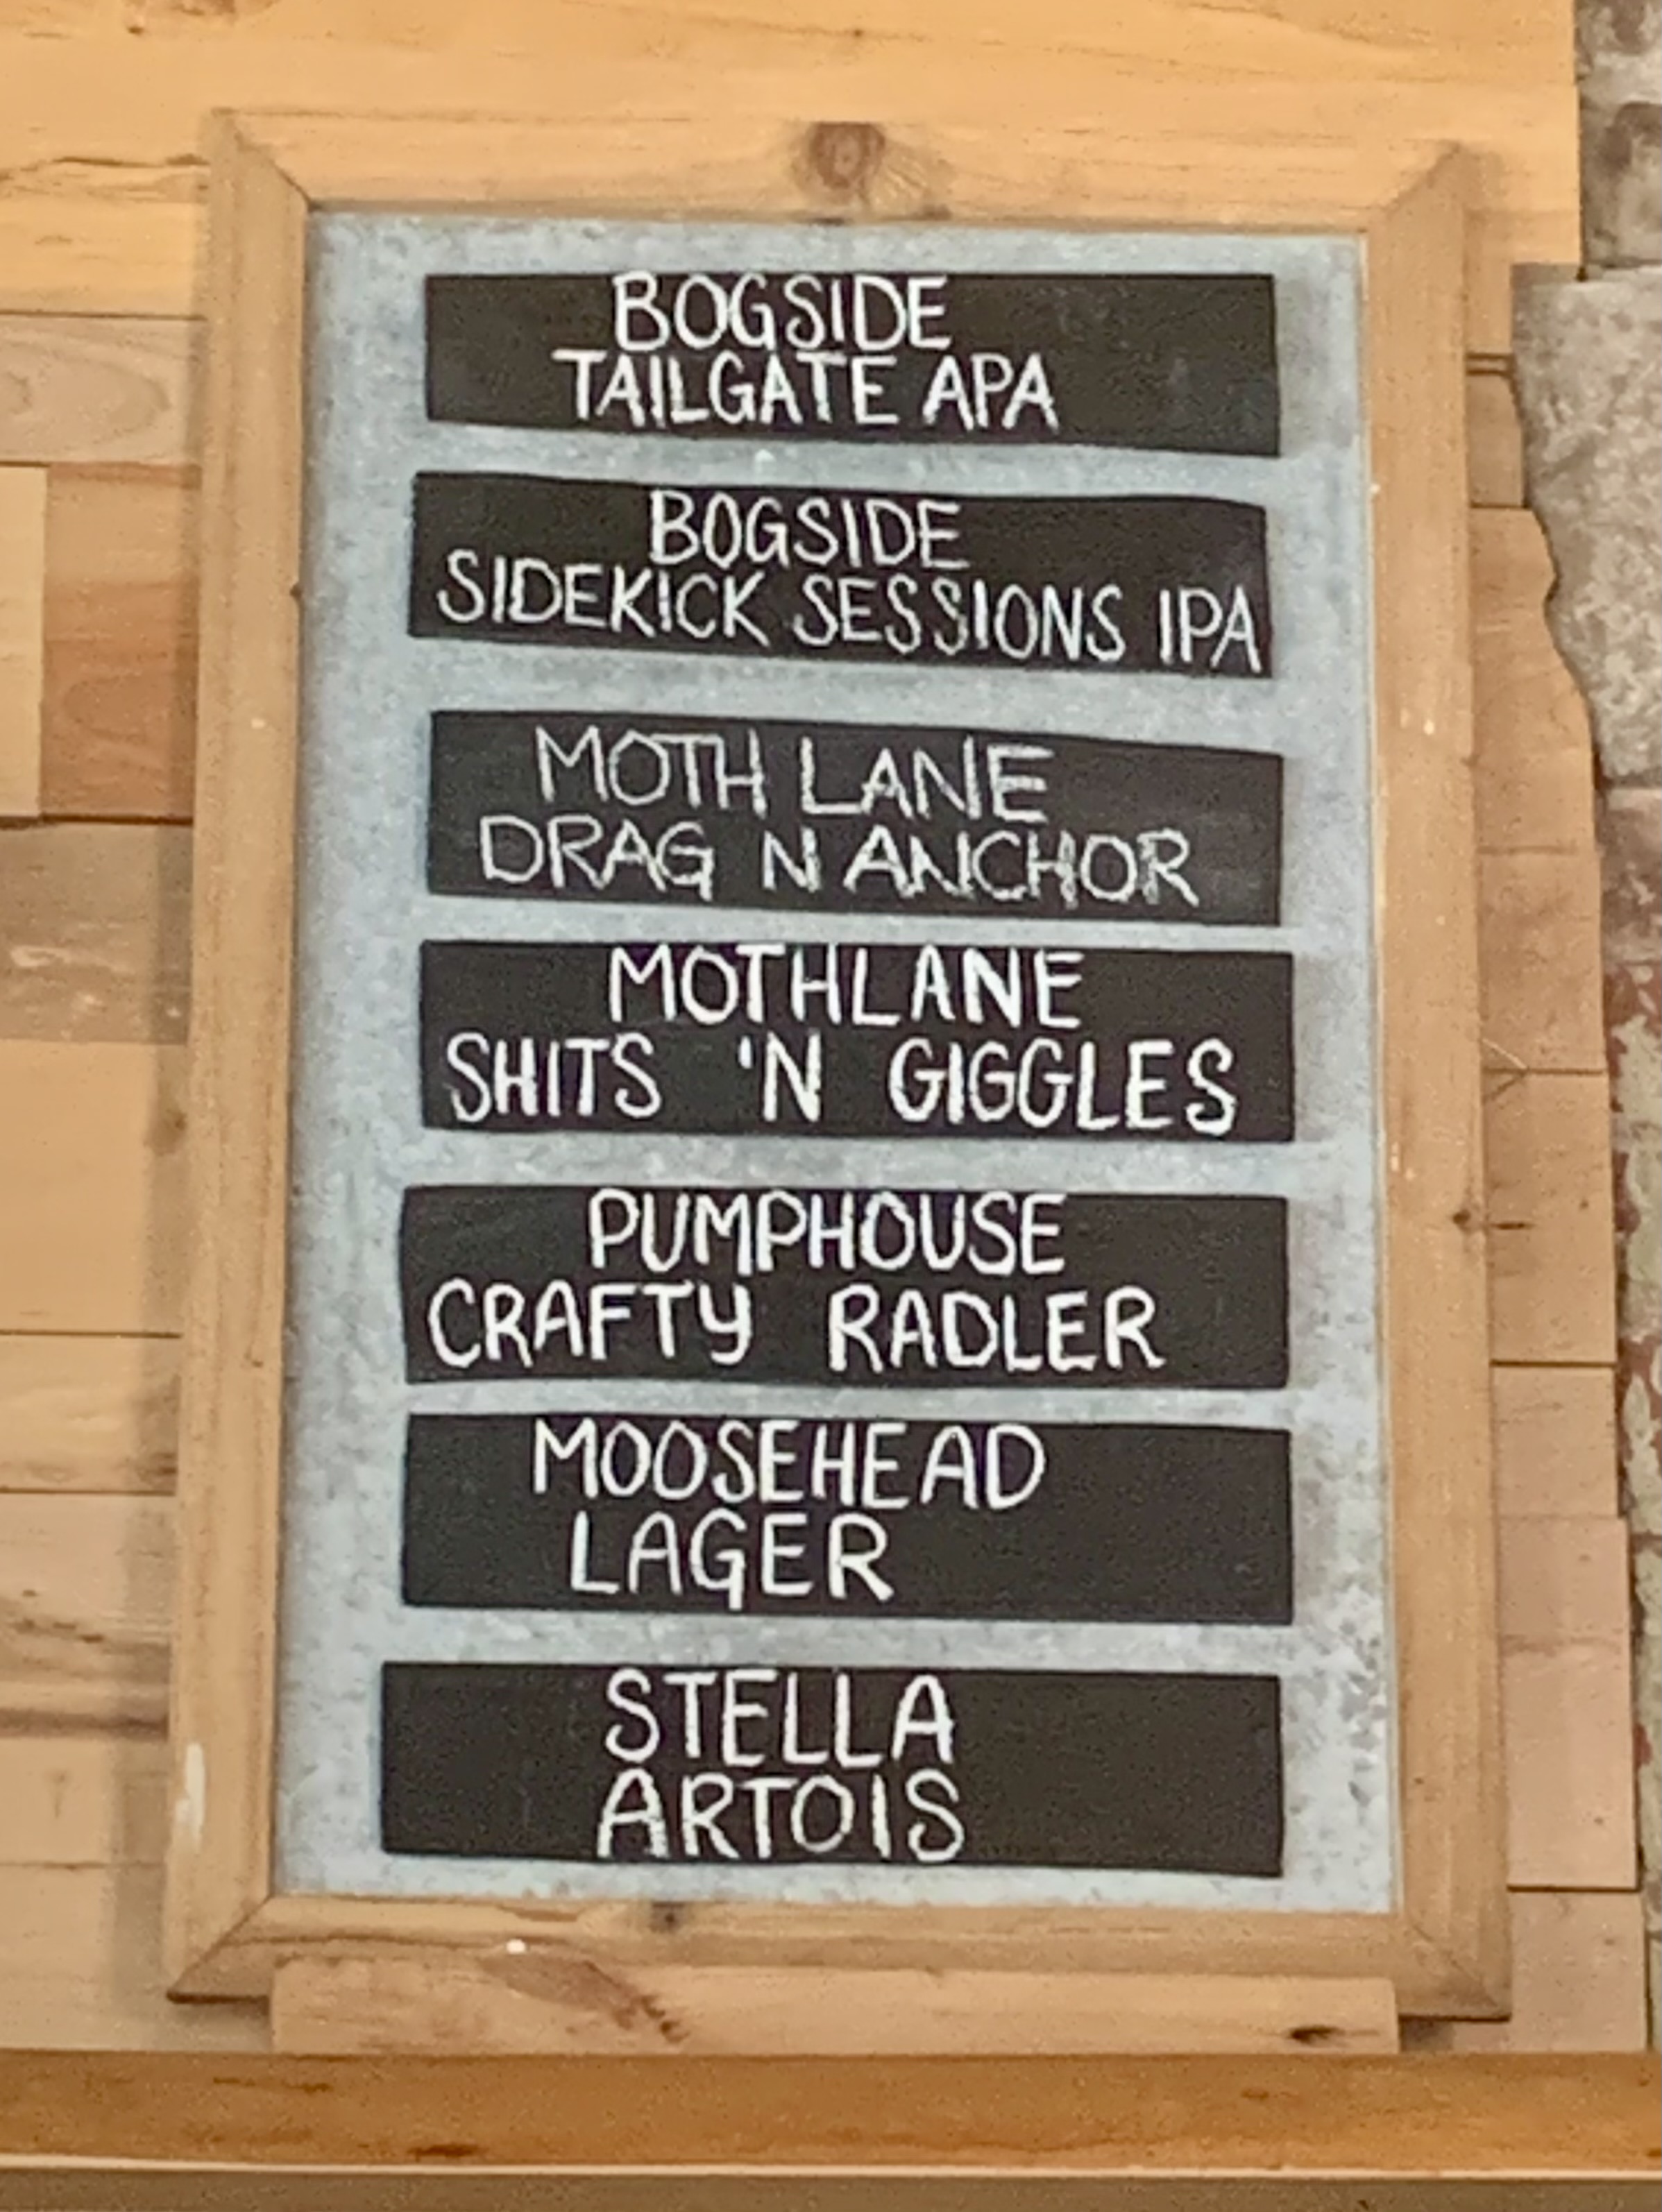 BOGSIDE
TAILGATE APA
BOGSIDE
SIDEKICK SESSIONS IPA
MOTH LANE
DRAG N ANCHOR
MOTHLANE
SHITS 'N GIGGLES
PUMPHOUSE
CRAFTY RADLER
MOOSEHEAD
LAGER
STELLA
ARTOIS